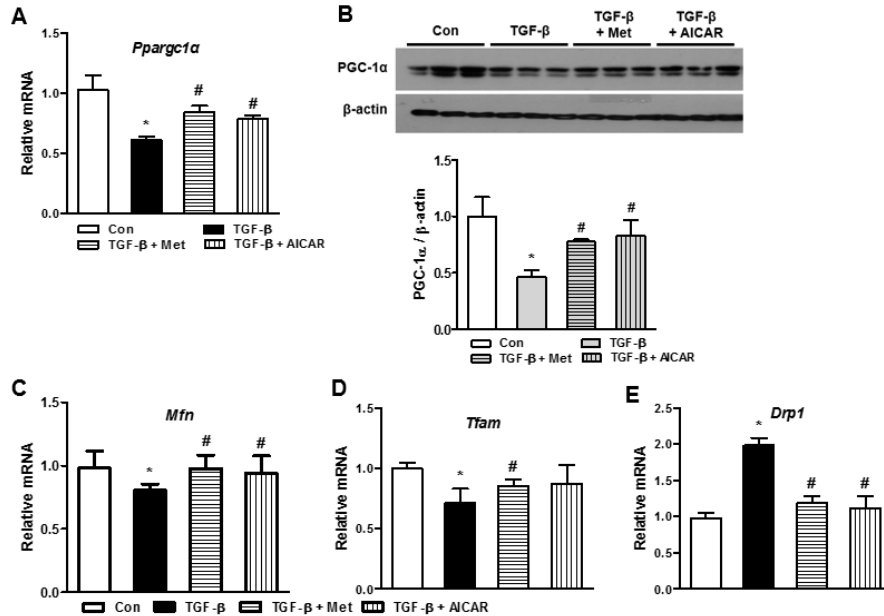 A
Ppargc1α
Relative mRNA
1.5
1.0
0.5
0.0
*
#
#
Con
TGF-β
TGF-β + Met
TGF-β + AICAR
B
Con
TGF-β
TGF-β + Met
TGF-β + AICAR
PGC-1α
β-actin
PGC-1α / β-actin
1.5
1.0
0.5
0.0
*
#
#
Con
TGF-β
TGF-β + Met
TGF-β + AICAR
C
Mfn
Relative mRNA
1.5
1.0
0.5
0.0
*
#
#
D
Tfam
Relative mRNA
1.5
1.0
0.5
0.0
*
#
E
Drp1
Relative mRNA
2.5
2.0
1.5
1.0
0.5
0.0
*
#
#
Con
TGF-β
TGF-β + Met
TGF-β + AICAR